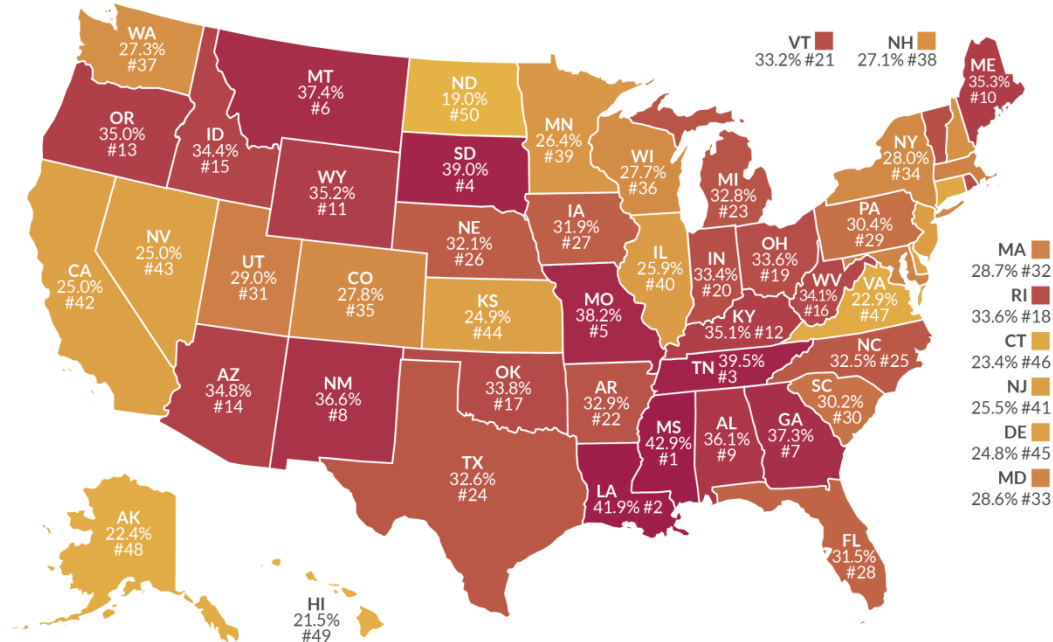 WA
27.3%
#37
MT
37.4%
#6
ND
19.0%
#50
VT
33.2% #21
NH
27.1% #38
ME
35.3%
#10
OR
35.0%
#13
ID
34.4%
#15
MN
26.4%
#39
SD
39.0%
#4
WI
27.7%
#36
NY
28.0%
#34
WY
35.2%
#11
MI
32.8%
#23
NE
32.1%
#26
IA
31.9%
#27
PA
30.4%
#29
NV
25.0%
#43
CA
25.0%
#42
UT
29.0%
#31
CO
27.8%
#35
IL
25.9%
#40
IN
33.4%
#20
OH
33.6%
#19
WV
34.1%
#16
VA
22.9%
#47
MA
28.7% #32
RI
33.6% #18
CT
23.4% #46
NJ
25.5% #41
DE
24.8% #45
MD
28.6% #33
KS
24.9%
#44
MO
38.2%
#5
KY
35.1% #12
NC
32.5% #25
TN 39.5%
#3
AZ
34.8%
#14
NM
36.6%
#8
OK
33.8%
#17
AR
32.9%
#22
SC
30.2%
#30
MS
42.9%
#1
AL
36.1%
#9
GA
37.3%
#7
TX
32.6%
#24
LA
41.9% #2
FL
31.5%
#28
AK
22.4%
#48
HI
21.5%
#49